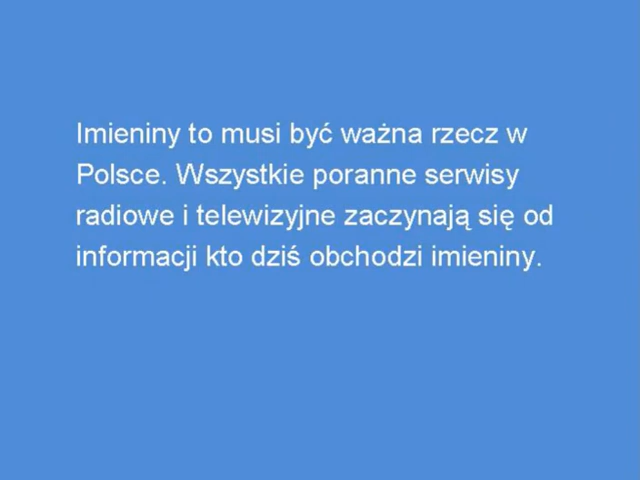 Imieniny to musi być ważna rzecz w
Polsce. Wszystkie poranne serwisy
radiowe i telewizyjne zaczynają się od
informacji kto dziś obchodzi imieniny.